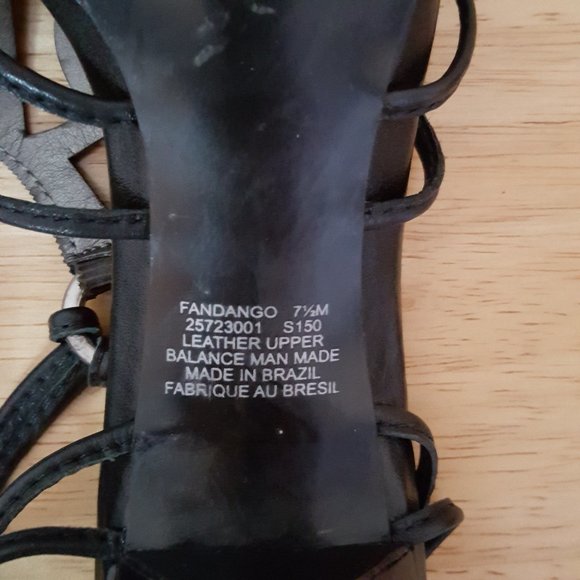 FANDANGO 7½M
25723001 S150
LEATHER UPPER
BALANCE MAN MADE
MADE IN BRAZIL
FABRIQUE AU BRESIL